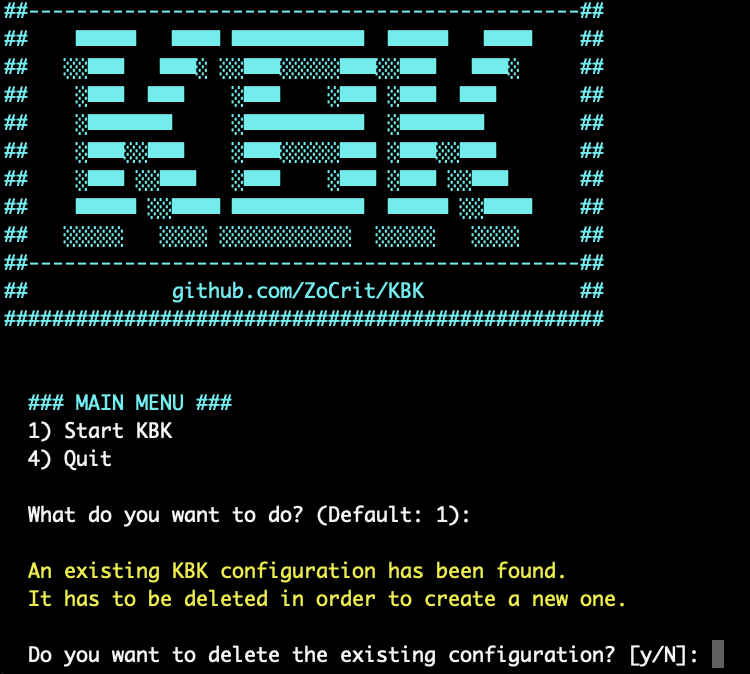 ##----------------------------------------------##
KBK
##----------------------------------------------##
## github.com/ZoCrit/KBK ##
##################################################
### MAIN MENU ###
1) Start KBK
4) Quit
What do you want to do? (Default: 1):
An existing KBK configuration has been found.
It has to be deleted in order to create a new one.
Do you want to delete the existing configuration? [y/N]: